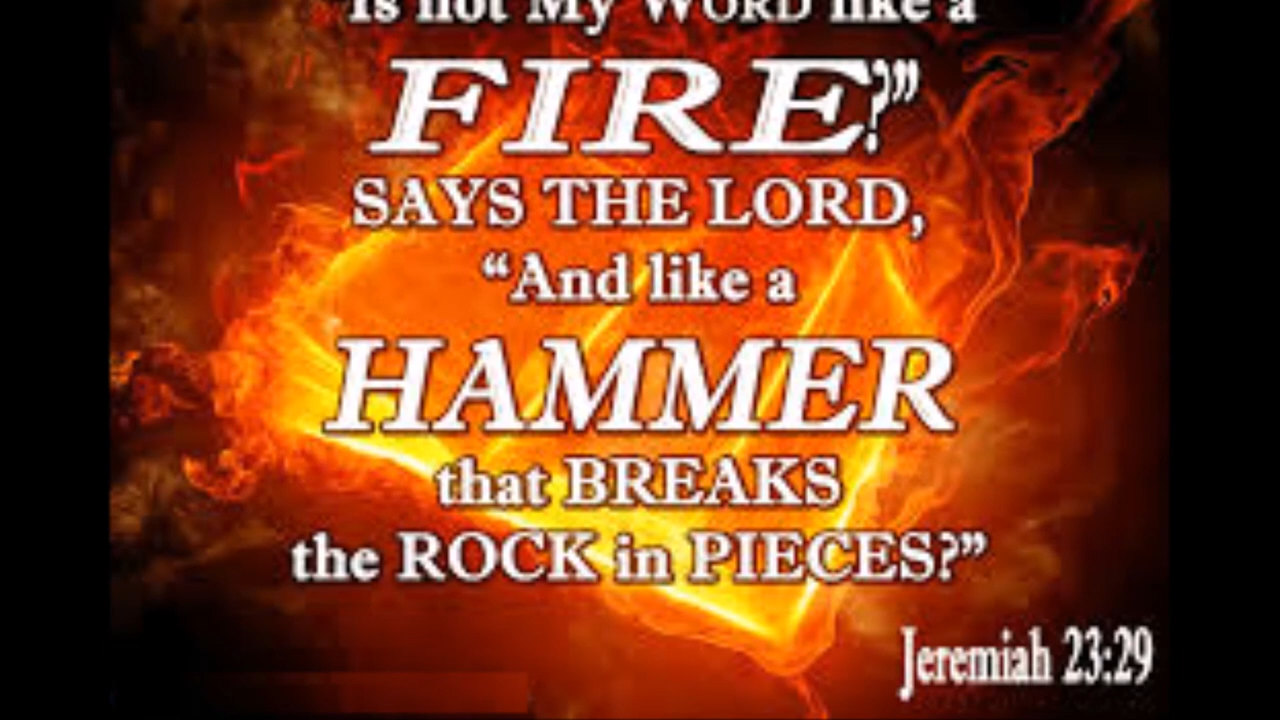 Is not My WORD like a
FIRE?”
SAYS THE LORD,
“And like a
HAMMER
that BREAKS
the ROCK in PIECES?”
Jeremiah 23:29